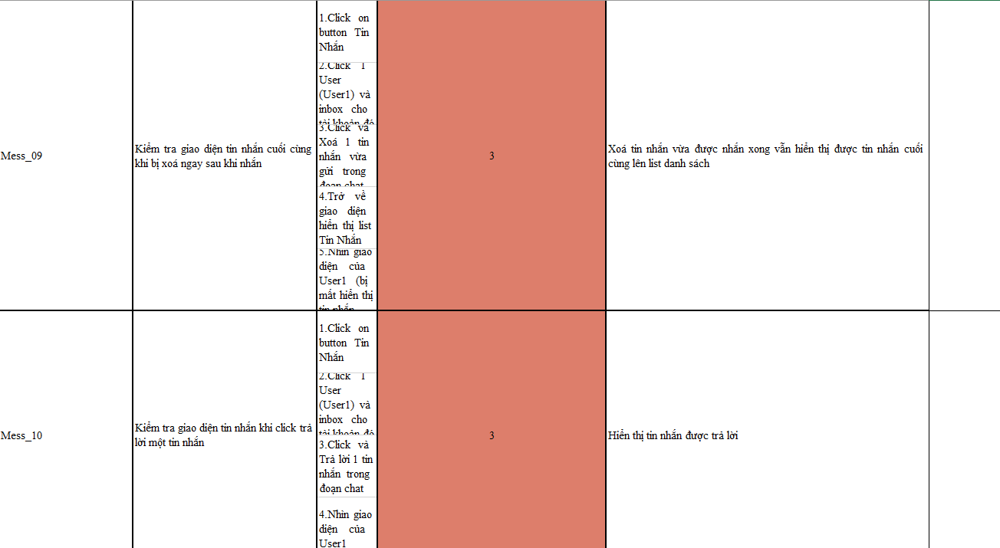 Mess_09
Kiểm tra giao diện tin nhắn cuối cùng
khi bị xoá ngay sau khi nhắn
1.Click on
button Tin
Nhắn
2.Click 1
User
(User1) và
inbox cho
tài khoản đó
3.Click và
Xoá 1 tin
nhắn vừa
gửi trong
đoạn chat
4.Trở về
giao diện
hiển thị list
Tin Nhắn
5.Nhìn giao
diện của
User1 (bị
mất hiển thị
tin nhắn
3
Xoá tin nhắn vừa được nhắn xong vẫn hiển thị được tin nhắn cuối
cùng lên list danh sách
Mess_10
Kiểm tra giao diện tin nhắn khi click trả
lời một tin nhắn
1.Click on
button Tin
Nhắn
2.Click 1
User
(User1) và
inbox cho
tài khoản đó
3.Click và
Trả lời 1 tin
nhắn trong
đoạn chat
4.Nhìn giao
diện của
User1
3
Hiển thị tin nhắn được trả lời